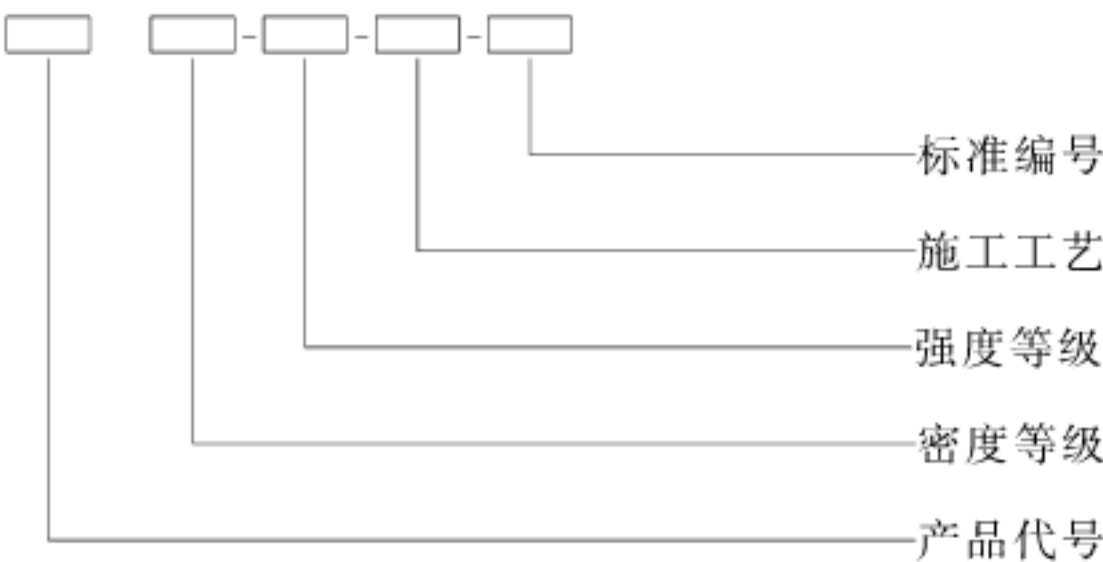 标准编号
施工工艺
强度等级
密度等级
产品代号